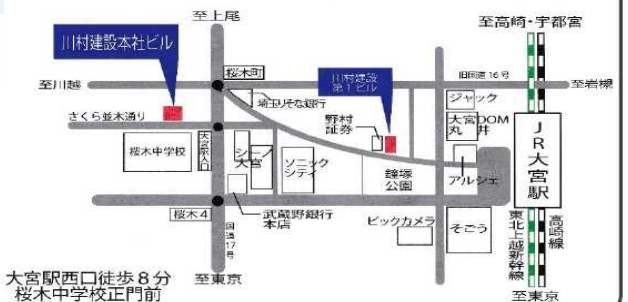 至上尾
至高崎・宇都宮
川村建設本社ビル
桜木町
川村建設
第1ビル
旧国道16号
至川越
至岩槻
埼玉りそな銀行
ジャック
さくら並木通り
野村
証券
大宮DOM
丸井
JR大宮駅
大宮駅入口
桜木中学校
シーノ
大宮
ソニック
シティ
鐘塚
公園
アルシェ
桜木4
国道17号
武蔵野銀行
本店
ビックカメラ
そごう
東北上越新幹線
高崎線
大宮駅西口徒歩8分
桜木中学校正門前
至東京
至東京